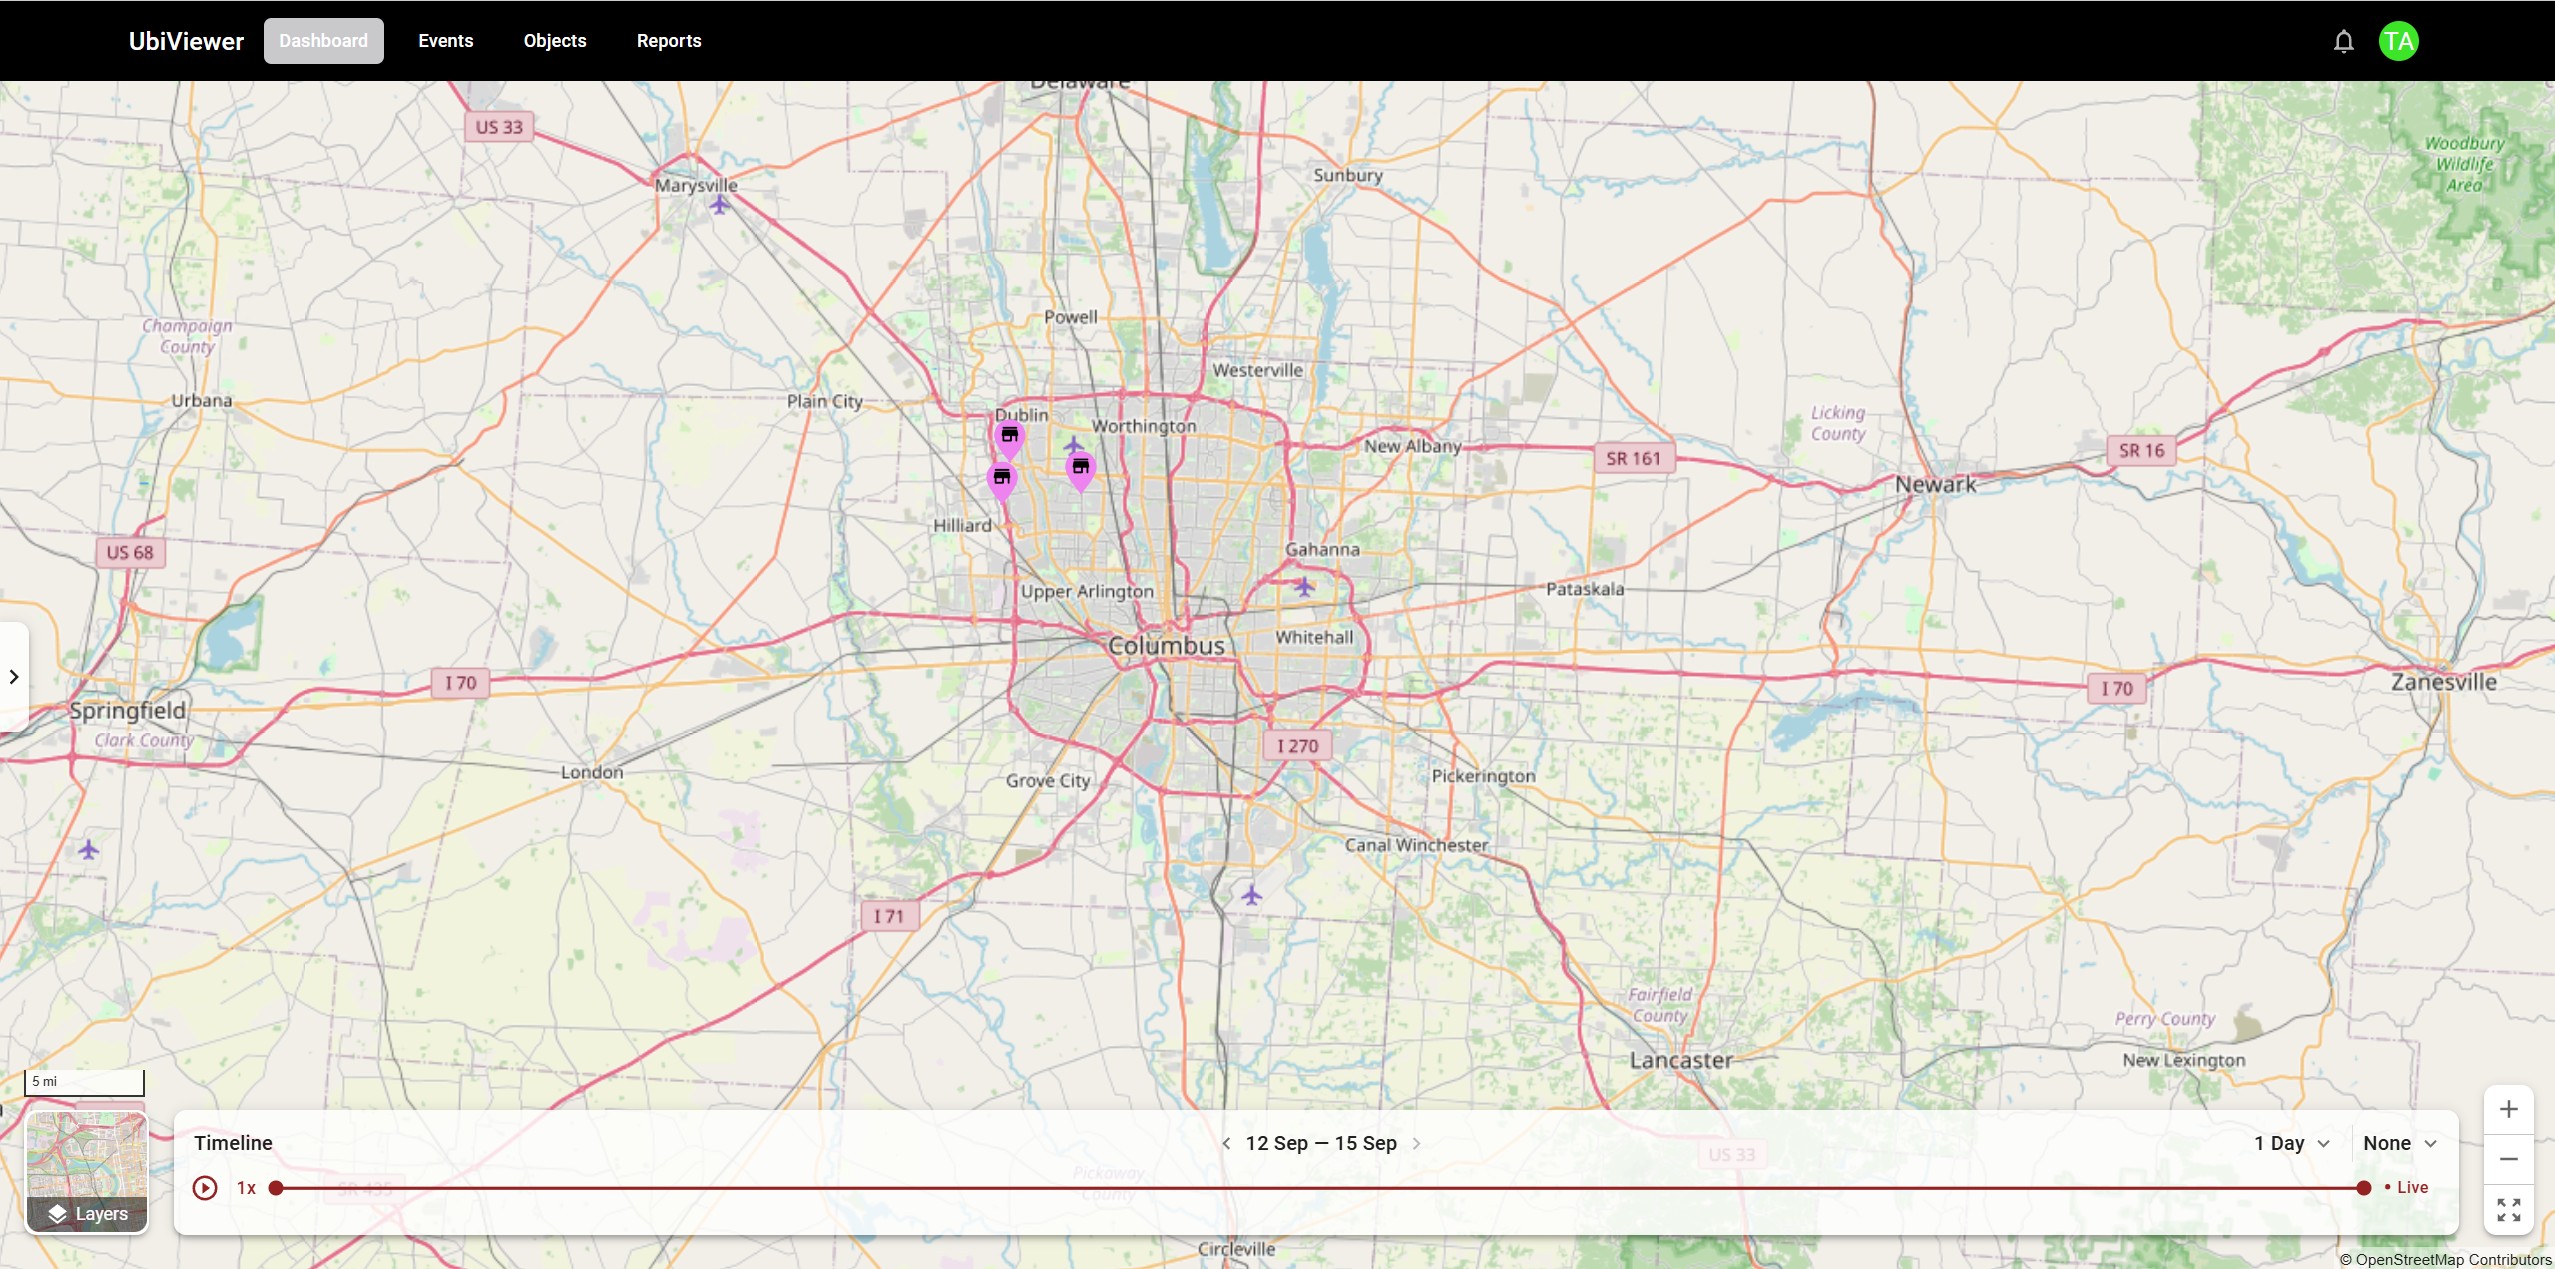 UbiViewer
Dashboard
Events
Objects
Reports
TA
Delaware
US 33
Woodbury
Wildlife
Area
Marysville
Sunbury
Powell
Champaign
County
Westerville
Urbana
Plain City
Dublin
Worthington
Licking
County
New Albany
SR 161
SR 16
Newark
Hilliard
US 68
Gahanna
Upper Arlington
Pataskala
Columbus
Whitehall
I 70
I 70
Zanesville
Springfield
Clark County
I 270
London
Grove City
Pickerington
Canal Winchester
I 71
Fairfield
County
Perry County
Lancaster
New Lexington
5 mi
Timeline
12 Sep — 15 Sep
1 Day
None
US 33
Pickaway
County
1x
SR 435
• Live
Layers
Circleville
© OpenStreetMap Contributors